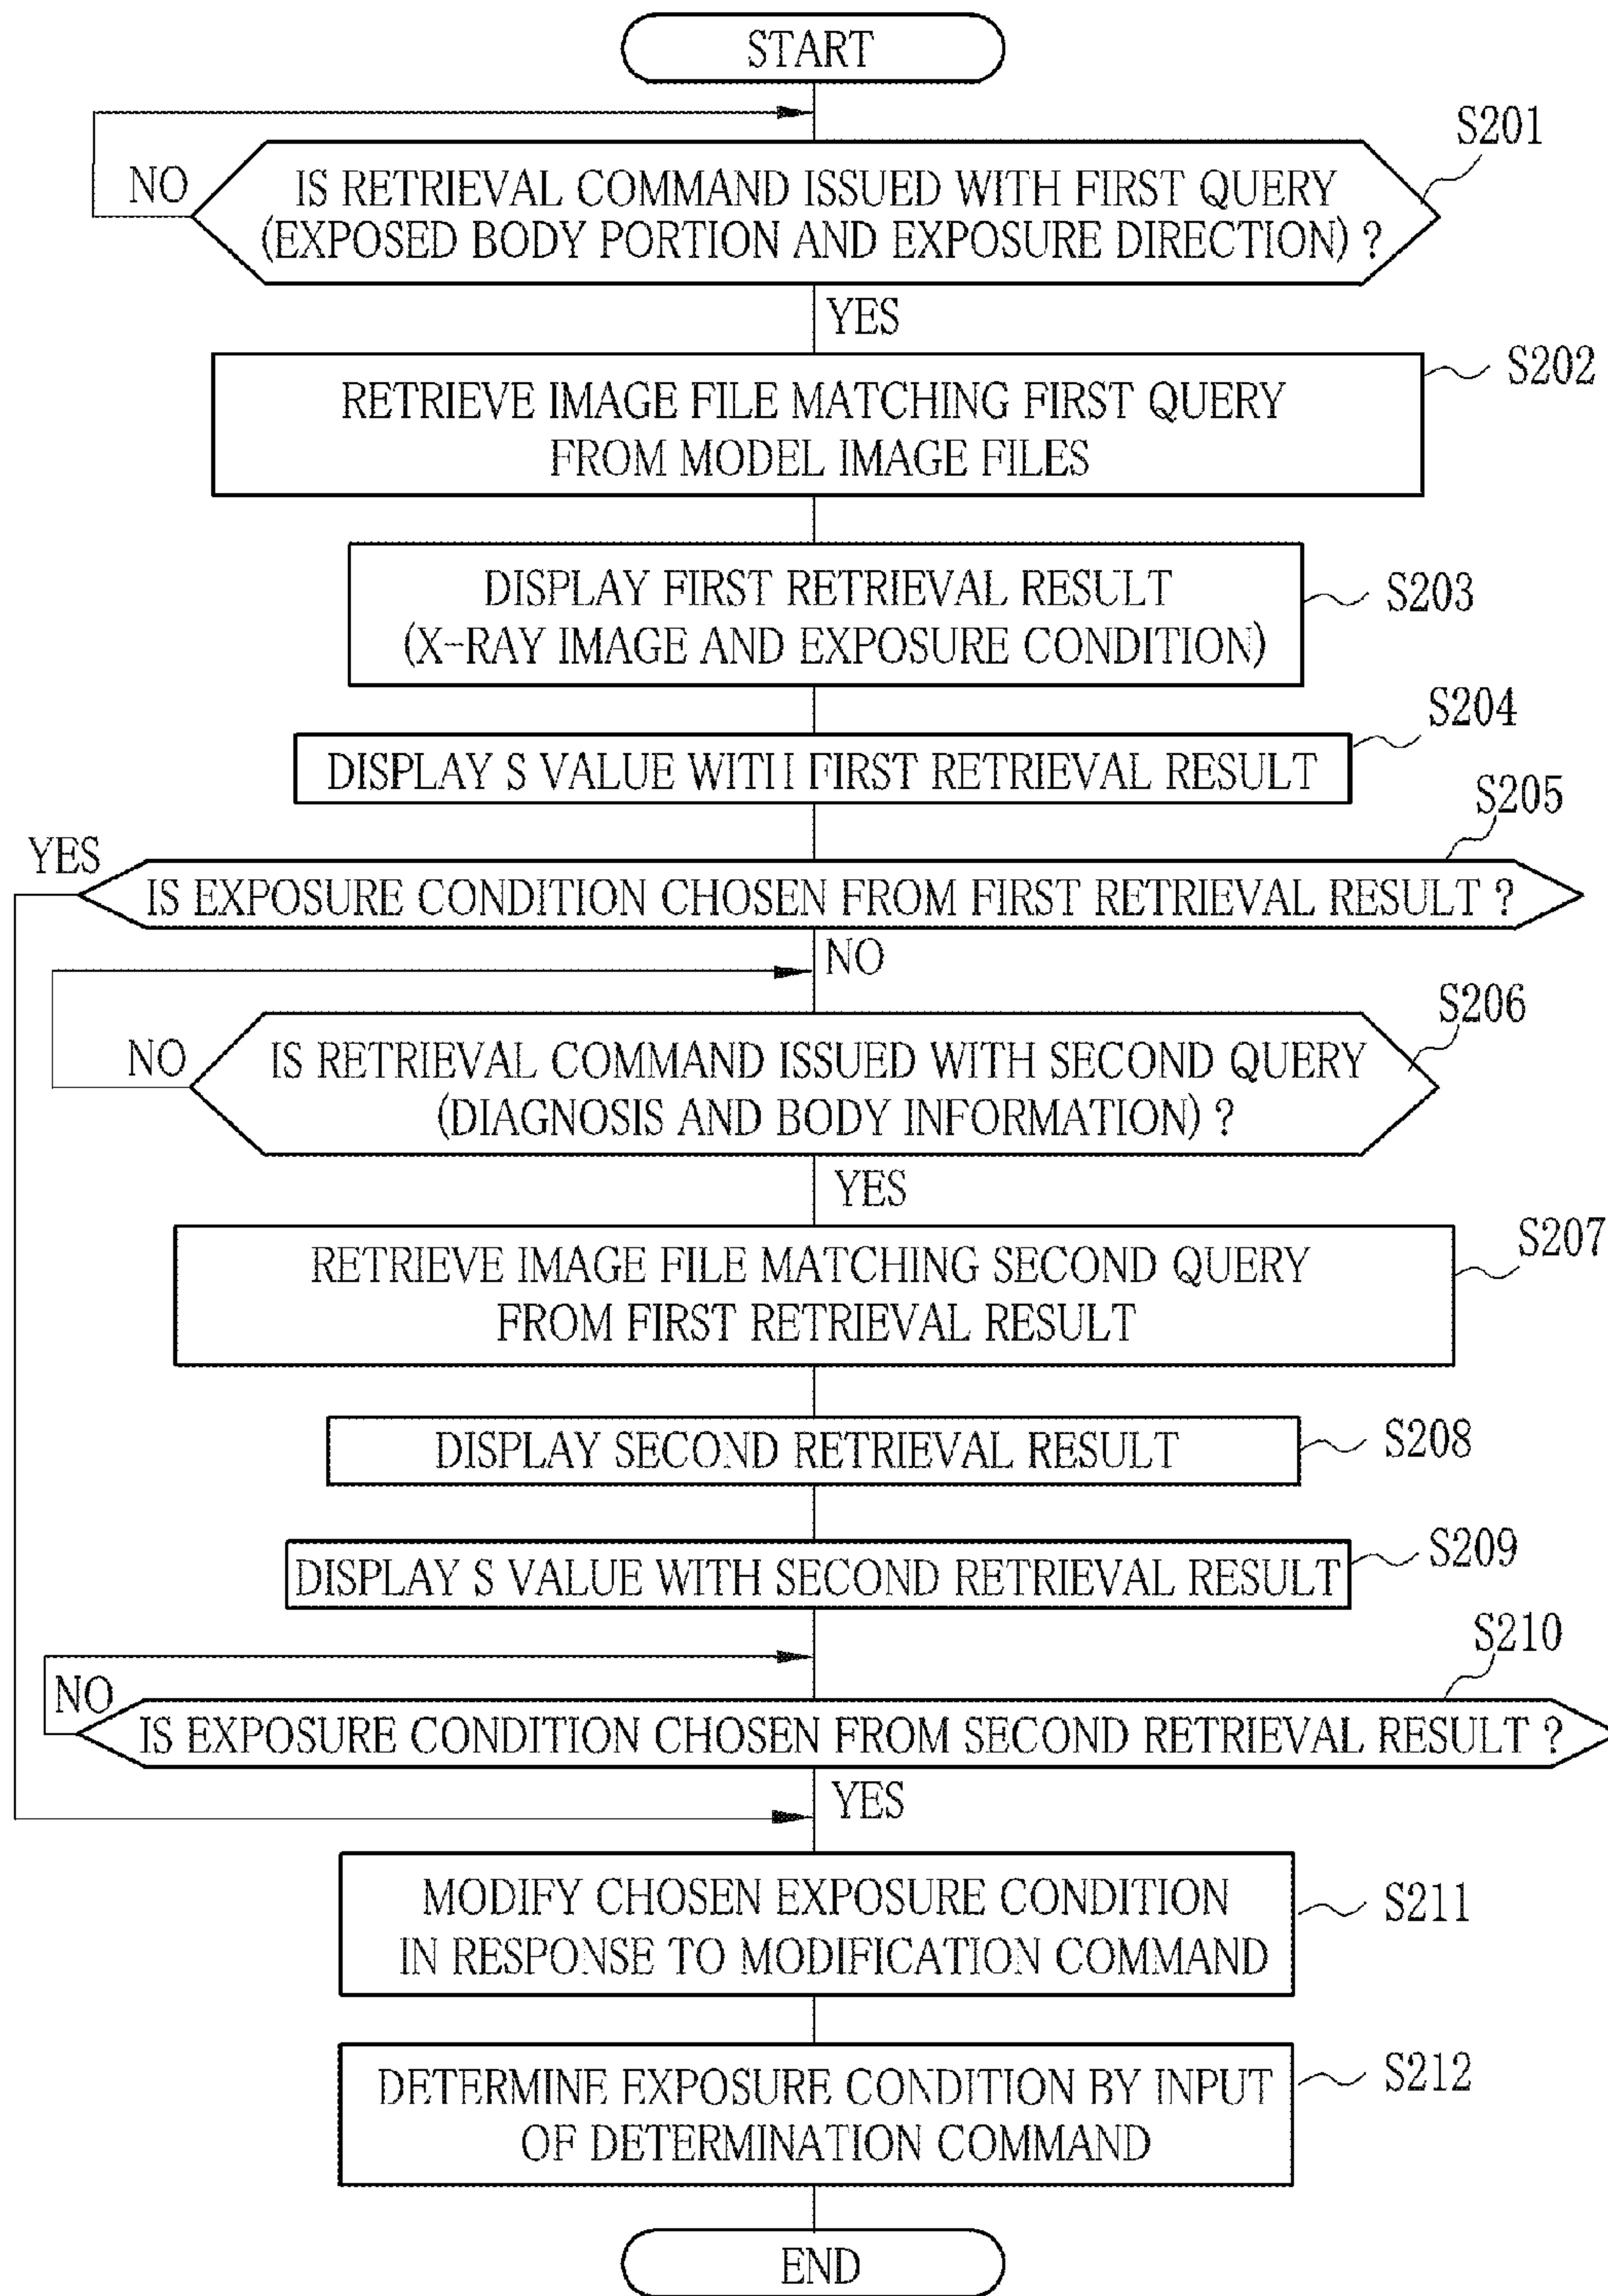 START
S201
NO
IS RETRIEVAL COMMAND ISSUED WITH FIRST QUERY
(EXPOSED BODY PORTION AND EXPOSURE DIRECTION) ?
YES
S202
RETRIEVE IMAGE FILE MATCHING FIRST QUERY
FROM MODEL IMAGE FILES
DISPLAY FIRST RETRIEVAL RESULT
(X-RAY IMAGE AND EXPOSURE CONDITION)
S203
S204
DISPLAY S VALUE WITH FIRST RETRIEVAL RESULT
S205
YES
IS EXPOSURE CONDITION CHOSEN FROM FIRST RETRIEVAL RESULT ?
NO
S206
NO
IS RETRIEVAL COMMAND ISSUED WITH SECOND QUERY
(DIAGNOSIS AND BODY INFORMATION) ?
YES
S207
RETRIEVE IMAGE FILE MATCHING SECOND QUERY
FROM FIRST RETRIEVAL RESULT
DISPLAY SECOND RETRIEVAL RESULT
S208
DISPLAY S VALUE WITH SECOND RETRIEVAL RESULT
S209
S210
NO
IS EXPOSURE CONDITION CHOSEN FROM SECOND RETRIEVAL RESULT ?
YES
MODIFY CHOSEN EXPOSURE CONDITION
IN RESPONSE TO MODIFICATION COMMAND
S211
DETERMINE EXPOSURE CONDITION BY INPUT
OF DETERMINATION COMMAND
S212
END